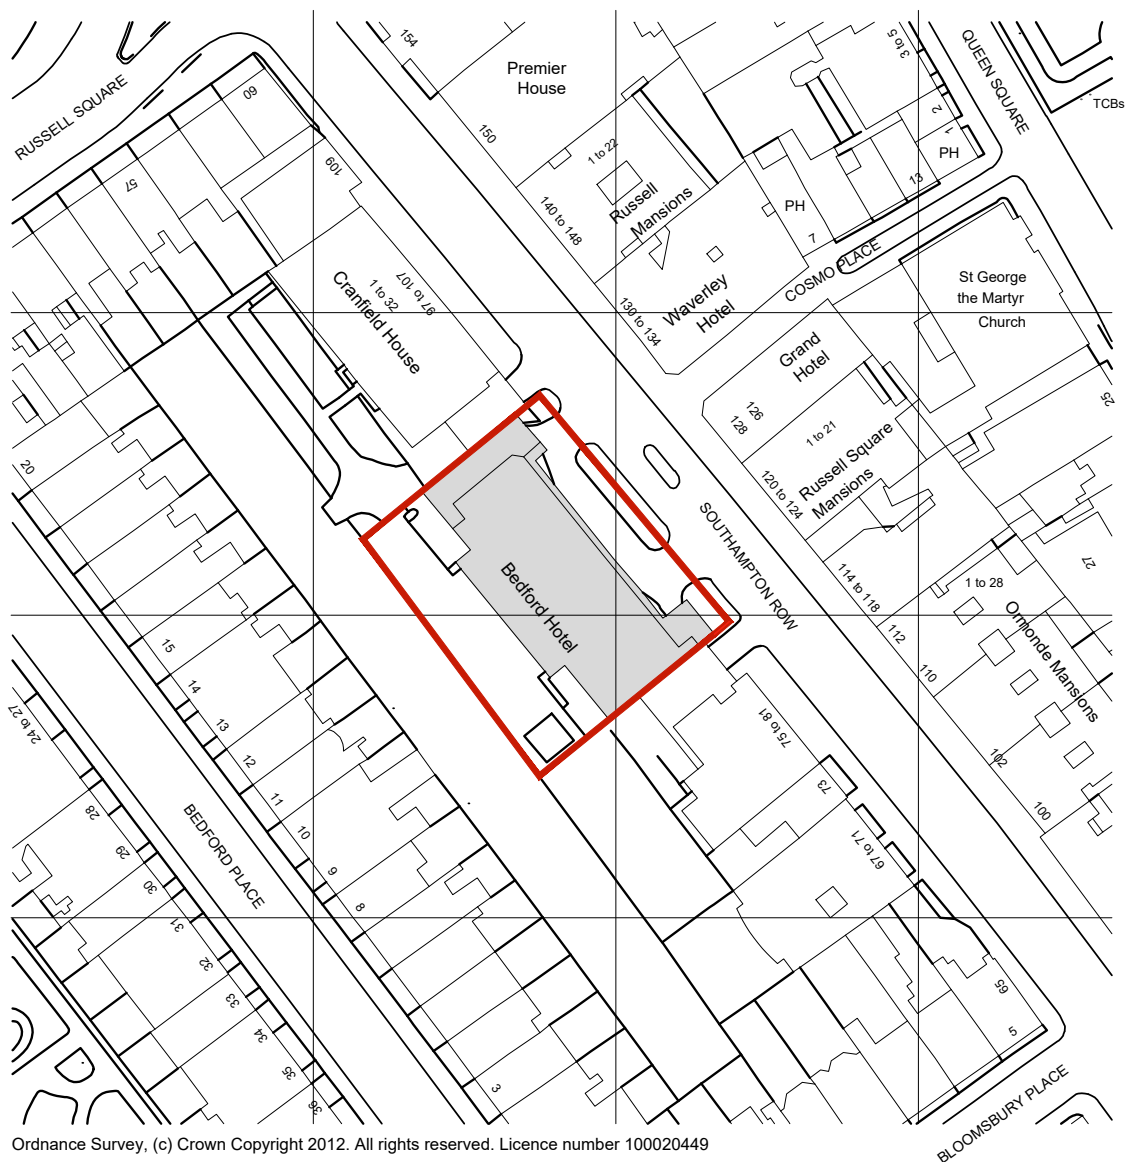 154
Premier
House
QUEEN SQUARE
3 to 5
TCBs
RUSSELL SQUARE
60
150
2
1
PH
1 to 22
Russell
Mansions
13
109
57
140 to 148
PH
7
COSMO PLACE
St George
the Martyr
Church
97 to 107
1 to 32
Cranfield House
130 to 134
Waverley
Hotel
Grand
Hotel
126
128
25
1 to 21
Russell Square
Mansions
20
120 to 124
SOUTHAMPTON ROW
27
114 to 118
1 to 28
Ormonde Mansions
Bedford Hotel
112
110
15
14
13
12
24 to 27
75 to 81
102
73
100
11
10
28
BEDFORD PLACE
29
67 to 71
9
8
30
31
32
33
65
34
5
35
3
36
BLOOMSBURY PLACE
Ordnance Survey, (c) Crown Copyright 2012. All rights reserved. Licence number 100020449